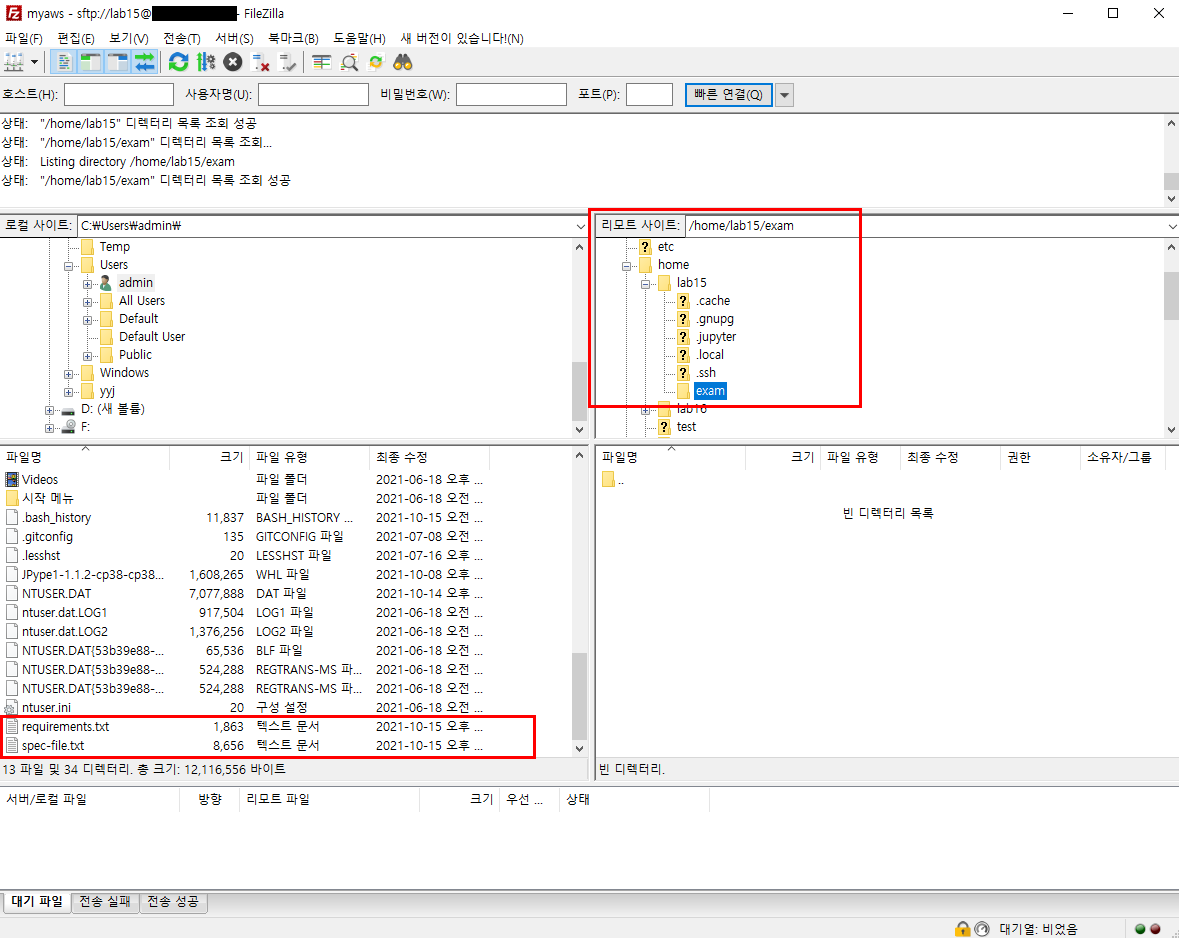 myaws - sftp://lab15@ - FileZilla
파일(F) 편집(E) 보기(V) 전송(T) 서버(S) 북마크(B) 도움말(H) 새 버전이 있습니다!(N)
호스트(H): 사용자명(U): 비밀번호(W): 포트(P): 빠른 연결(Q)
상태: "/home/lab15" 디렉터리 목록 조회 성공
상태: "/home/lab15/exam" 디렉터리 목록 조회...
상태: Listing directory /home/lab15/exam
상태: "/home/lab15/exam" 디렉터리 목록 조회 성공
로컬 사이트: C:₩Users₩admin₩
Temp
Users
admin
All Users
Default
Default User
Public
Windows
yyj
D: (새 볼륨)
F:
리모트 사이트: /home/lab15/exam
etc
home
lab15
.cache
.gnupg
.jupyter
.local
.ssh
exam
lab16
test
파일명 크기 파일 유형 최종 수정
Videos 파일 폴더 2021-06-18 오후 ...
시작 메뉴 파일 폴더 2021-06-18 오전 ...
.bash_history 11,837 BASH_HISTORY ... 2021-10-15 오전 ...
.gitconfig 135 GITCONFIG 파일 2021-07-08 오전 ...
.lesshst 20 LESSHST 파일 2021-07-16 오후 ...
JPype1-1.1.2-cp38-cp38... 1,608,265 WHL 파일 2021-10-08 오후 ...
NTUSER.DAT 7,077,888 DAT 파일 2021-10-14 오후 ...
ntuser.dat.LOG1 917,504 LOG1 파일 2021-06-18 오전 ...
ntuser.dat.LOG2 1,376,256 LOG2 파일 2021-06-18 오전 ...
NTUSER.DAT{53b39e88-... 65,536 BLF 파일 2021-06-18 오전 ...
NTUSER.DAT{53b39e88-... 524,288 REGTRANS-MS 파... 2021-06-18 오전 ...
NTUSER.DAT{53b39e88-... 524,288 REGTRANS-MS 파... 2021-06-18 오전 ...
ntuser.ini 20 구성 설정 2021-06-18 오전 ...
requirements.txt 1,863 텍스트 문서 2021-10-15 오후 ...
spec-file.txt 8,656 텍스트 문서 2021-10-15 오후 ...
13 파일 및 34 디렉터리. 총 크기: 12,116,556 바이트
파일명 크기 파일 유형 최종 수정 권한 소유자/그룹
..
빈 디렉터리 목록
빈 디렉터리.
서버/로컬 파일 방향 리모트 파일 크기 우선 ... 상태
대기 파일 전송 실패 전송 성공
대기열: 비었음